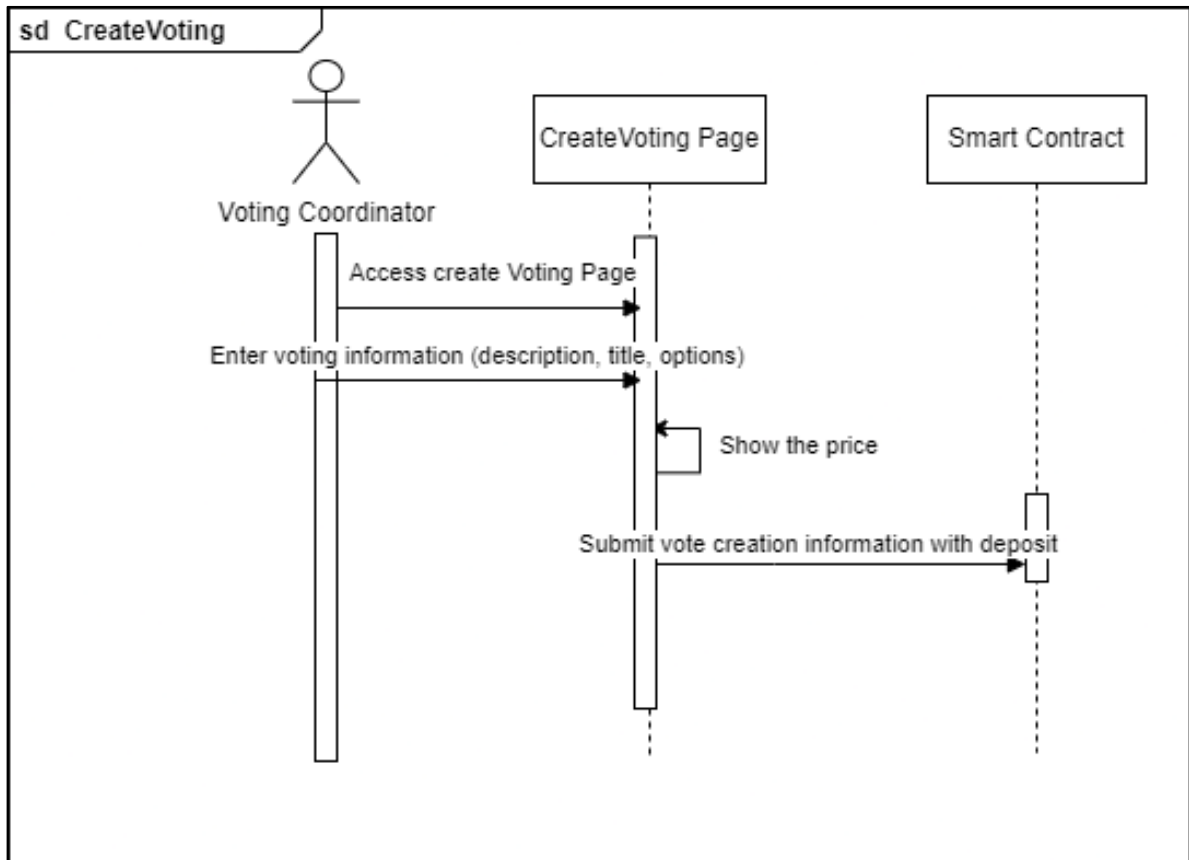 sd CreateVoting
CreateVoting Page
Smart Contract
Voting Coordinator
Access create Voting Page
Enter voting information (description, title, options)
Show the price
Submit vote creation information with deposit